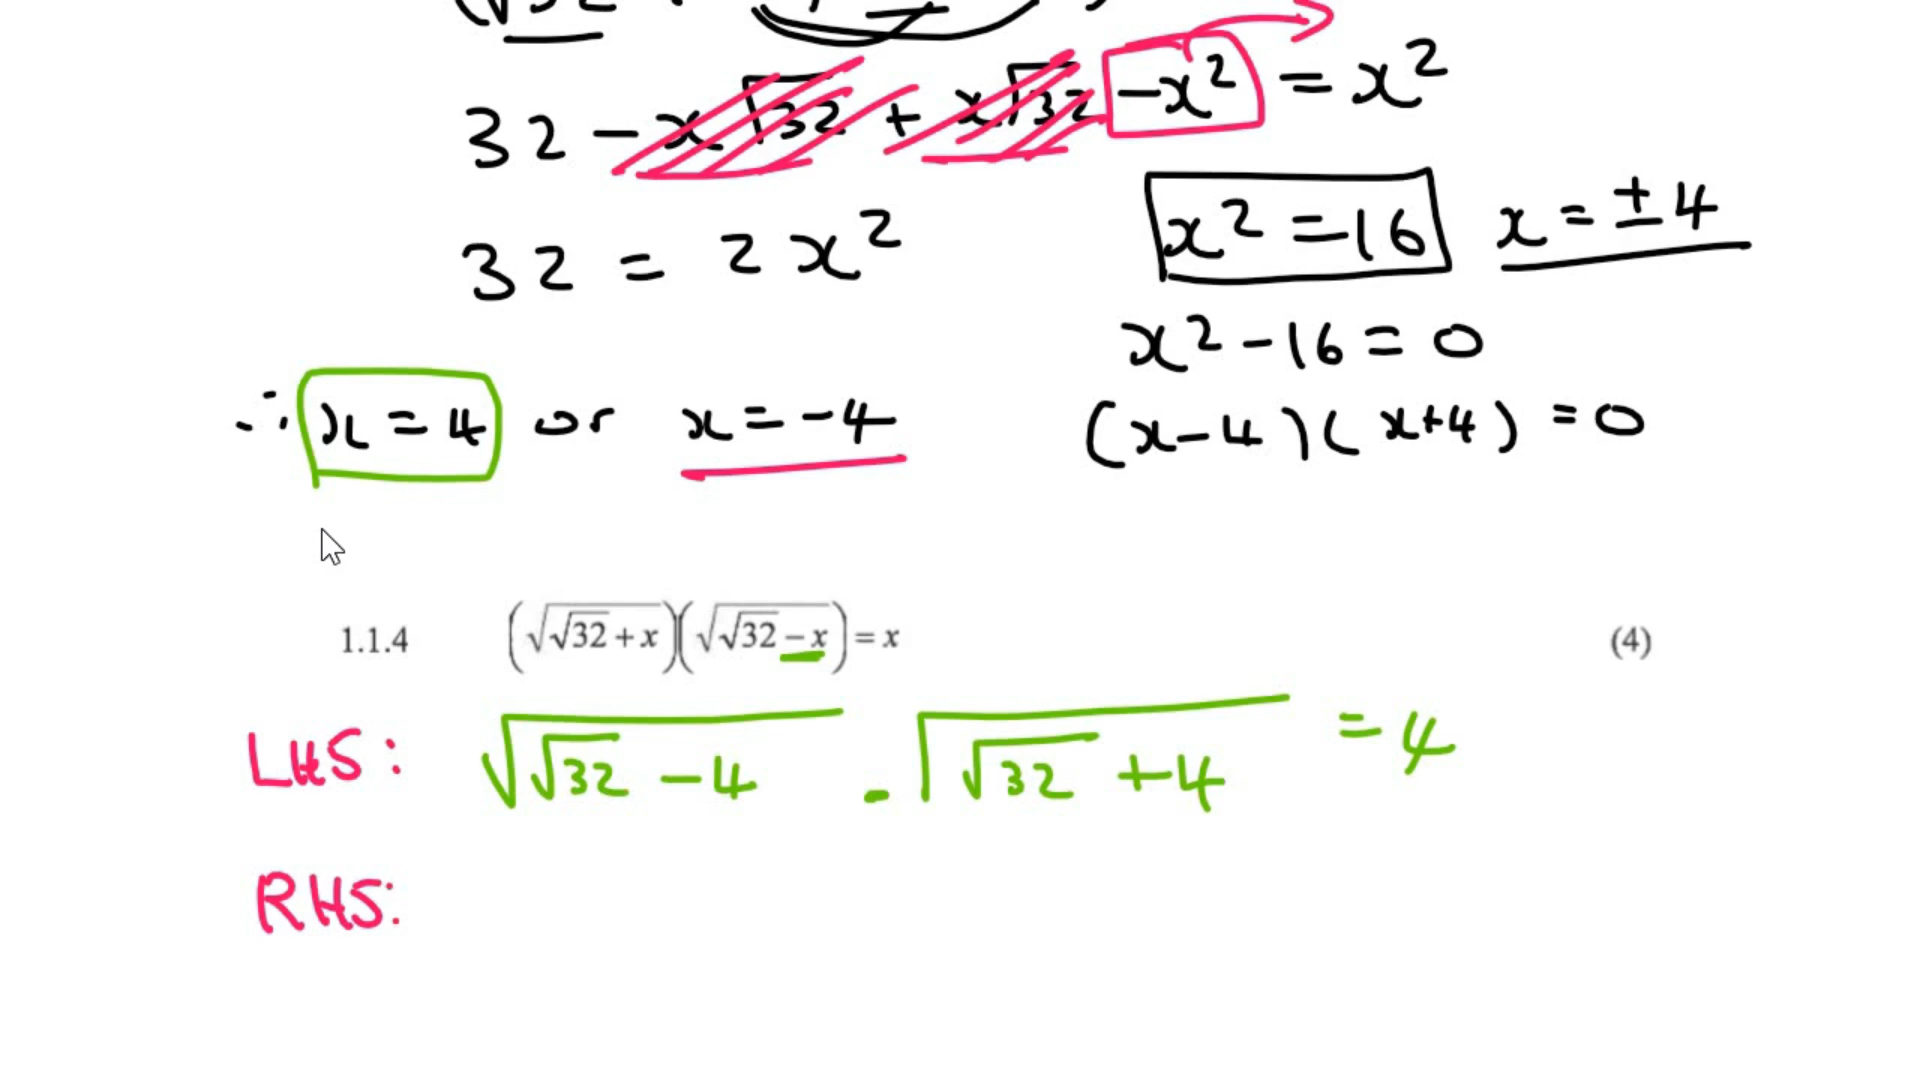 32 - x√32 + x√32 -x² = x²
32 = 2x²
x² = 16 x = ±4
x² - 16 = 0
∴ x = 4 or x = -4
(x-4)(x+4) = 0
1.1.4 (√(√32 + x))(√(√32 - x)) = x (4)
LHS: √(√32 - 4) . √(√32 + 4) = 4
RHS: